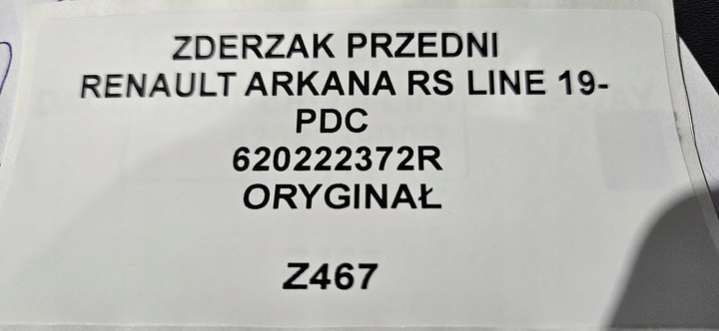 ZDERZAK PRZEDNI
RENAULT ARKANA RS LINE 19-
PDC
620222372R
ORYGINAŁ
Z467